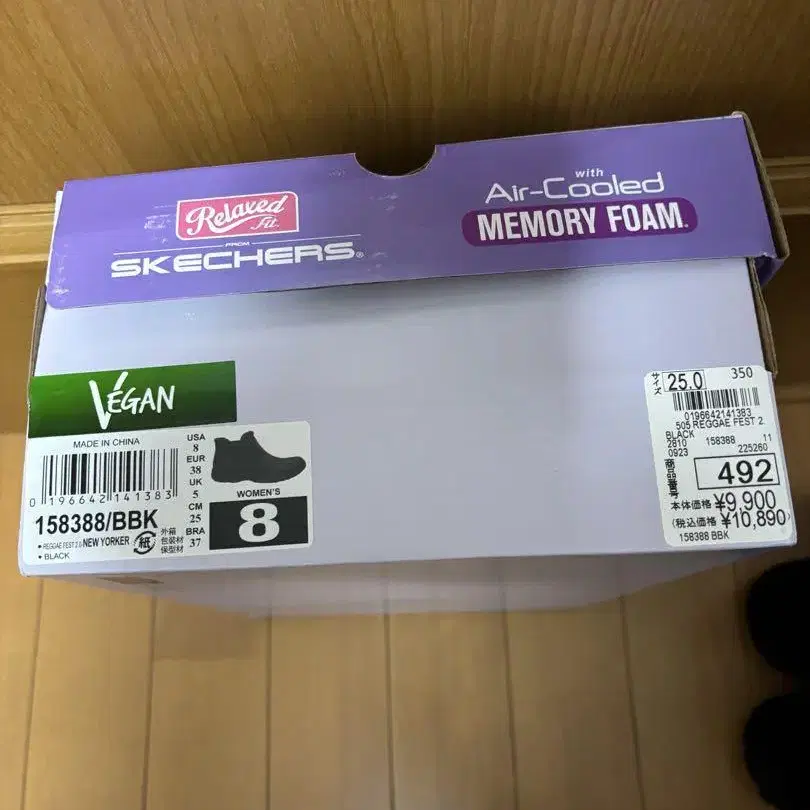 Relaxed
Fit.
FROM
SKECHERS®
with
Air-Cooled
MEMORY FOAM
VEGAN
MADE IN CHINA
0 196642 141383
158388/BBK
• REGGAE FEST 2.0-NEW YORKER
• BLACK
紙
外箱
包装材
保型材
USA
8
EUR
38
UK
5
CM
25
BRA
37
WOMEN'S
8
サイズ 25.0 350
0196642141383
505 REGGAE FEST 2.
BLACK
2810 158388 11
0923 225260
商品番号 492
本体価格 ¥9,900
(税込価格 ¥10,890)
158388 BBK